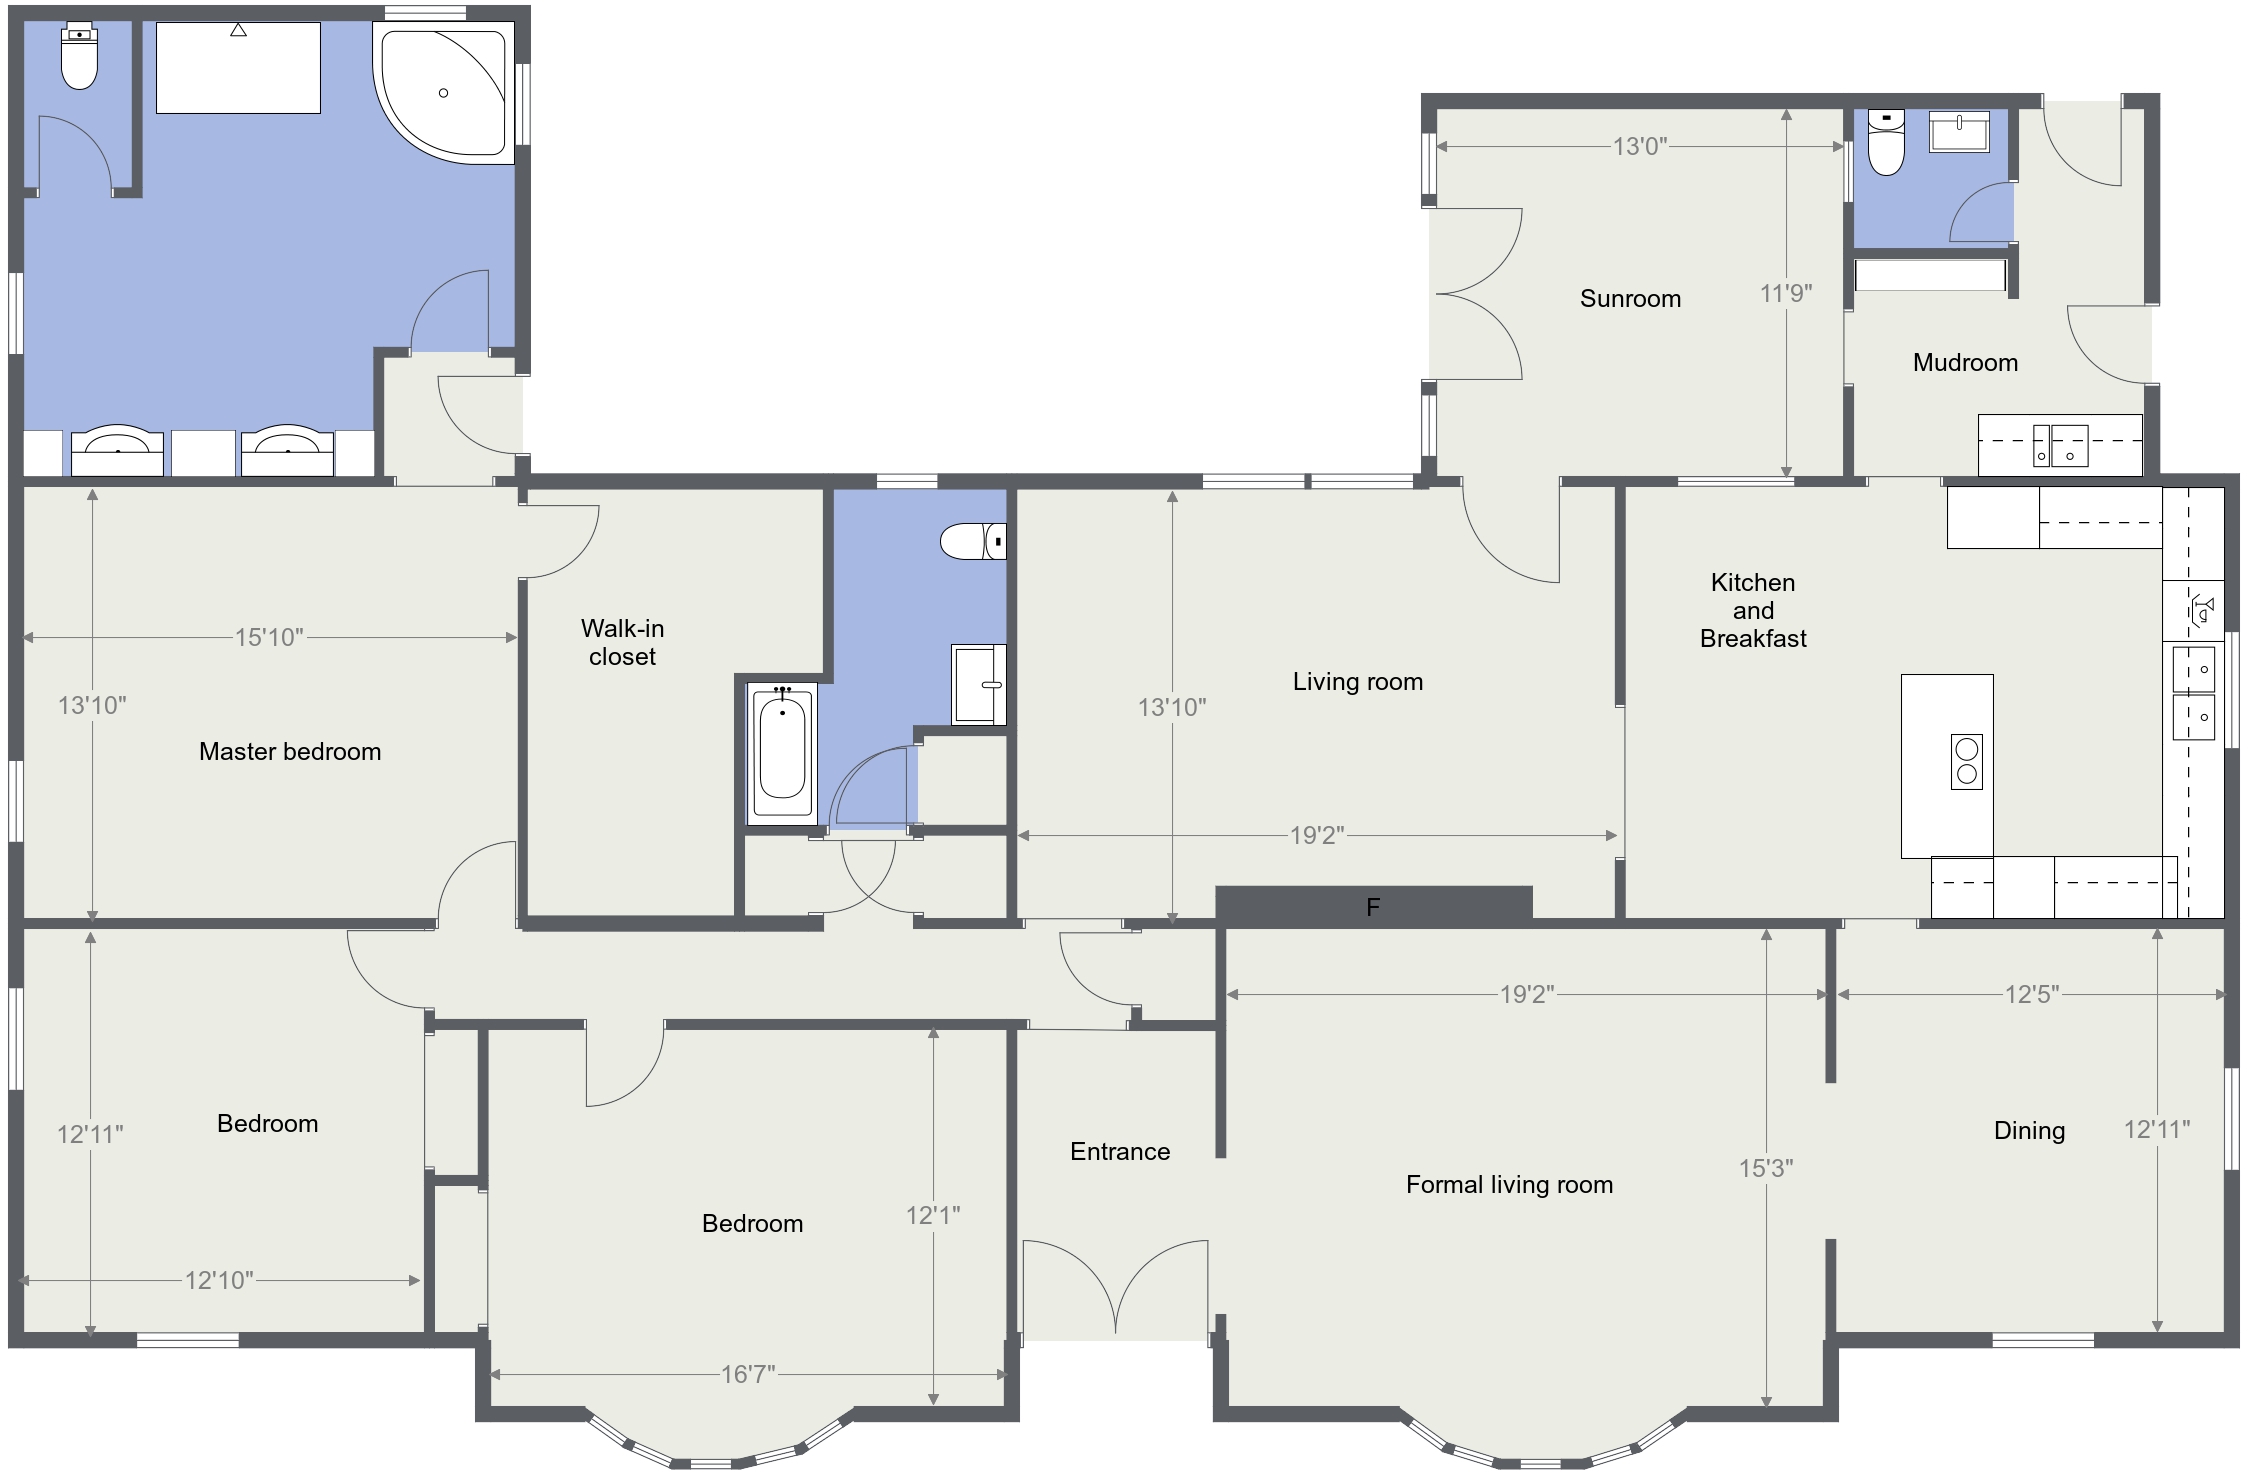 13'0"
11'9"
Sunroom
Mudroom
15'10"
13'10"
Master bedroom
Walk-in
closet
13'10"
Living room
19'2"
Kitchen
and
Breakfast
F
12'11"
Bedroom
12'10"
Bedroom
12'1"
16'7"
Entrance
19'2"
Formal living room
15'3"
12'5"
Dining
12'11"